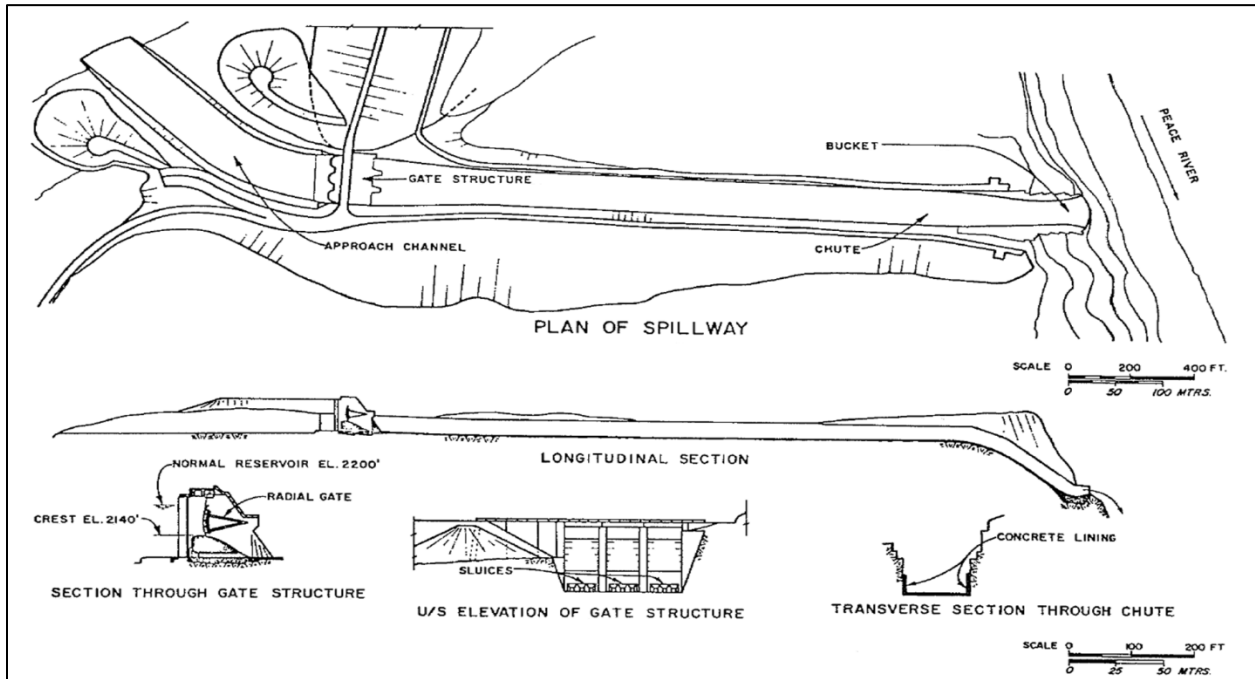 BUCKET
PEACE RIVER
GATE STRUCTURE
APPROACH CHANNEL
CHUTE
PLAN OF SPILLWAY
SCALE 0 200 400 FT.
0 50 100 MTRS.
LONGITUDINAL SECTION
NORMAL RESERVOIR EL. 2200'
RADIAL GATE
CREST EL. 2140'
CONCRETE LINING
SLUICES
SECTION THROUGH GATE STRUCTURE
U/S ELEVATION OF GATE STRUCTURE
TRANSVERSE SECTION THROUGH CHUTE
SCALE 0 100 200 FT
0 25 50 MTRS.